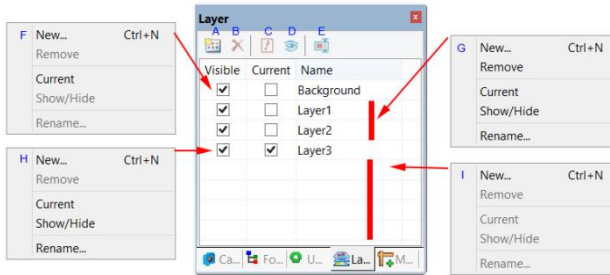 Layer
A B C D E
Visible Current Name
Background
Layer1
Layer2
Layer3
Ca... Fo... U... La... M...
F New... Ctrl+N
Remove
Current
Show/Hide
Rename...
G New... Ctrl+N
Remove
Current
Show/Hide
Rename...
H New... Ctrl+N
Remove
Current
Show/Hide
Rename...
I New... Ctrl+N
Remove
Current
Show/Hide
Rename...